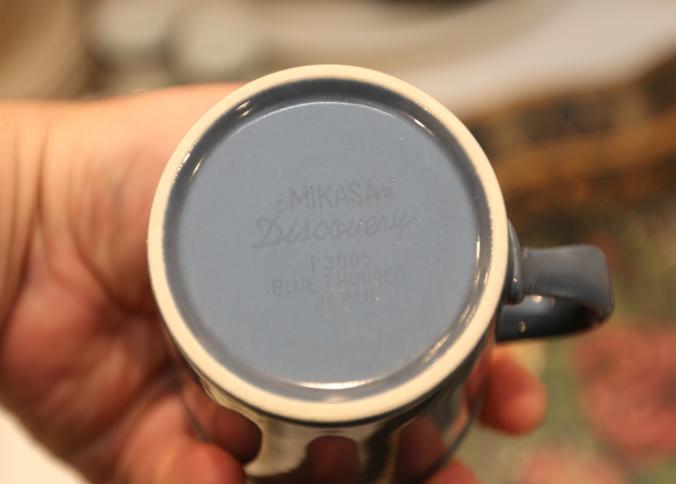 ©MIKASA®
Discovery
P3005
BLUE THUNDER
JAPAN